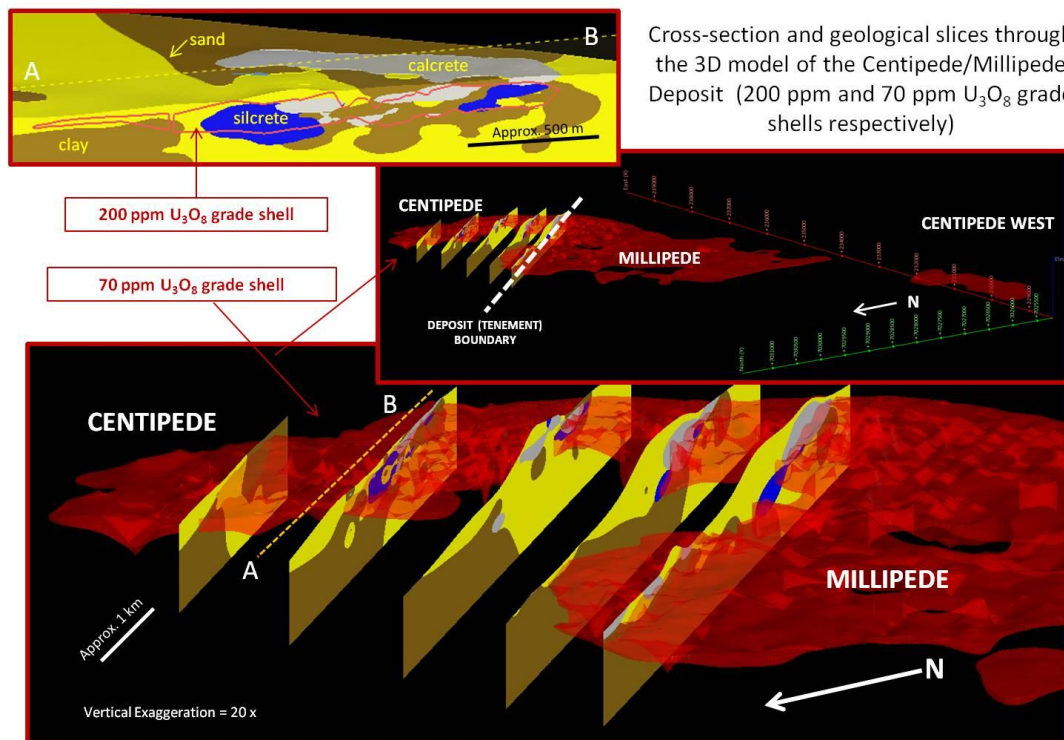 A
B
sand
calcrete
silcrete
clay
Approx. 500 m
Cross-section and geological slices through
the 3D model of the Centipede/Millipede
Deposit (200 ppm and 70 ppm U₃O₈ grade
shells respectively)
200 ppm U₃O₈ grade shell
70 ppm U₃O₈ grade shell
CENTIPEDE
MILLIPEDE
CENTIPEDE WEST
DEPOSIT (TENEMENT)
BOUNDARY
N
East (X)
North (Y)
CENTIPEDE
B
A
MILLIPEDE
Approx. 1 km
N
Vertical Exaggeration = 20 x